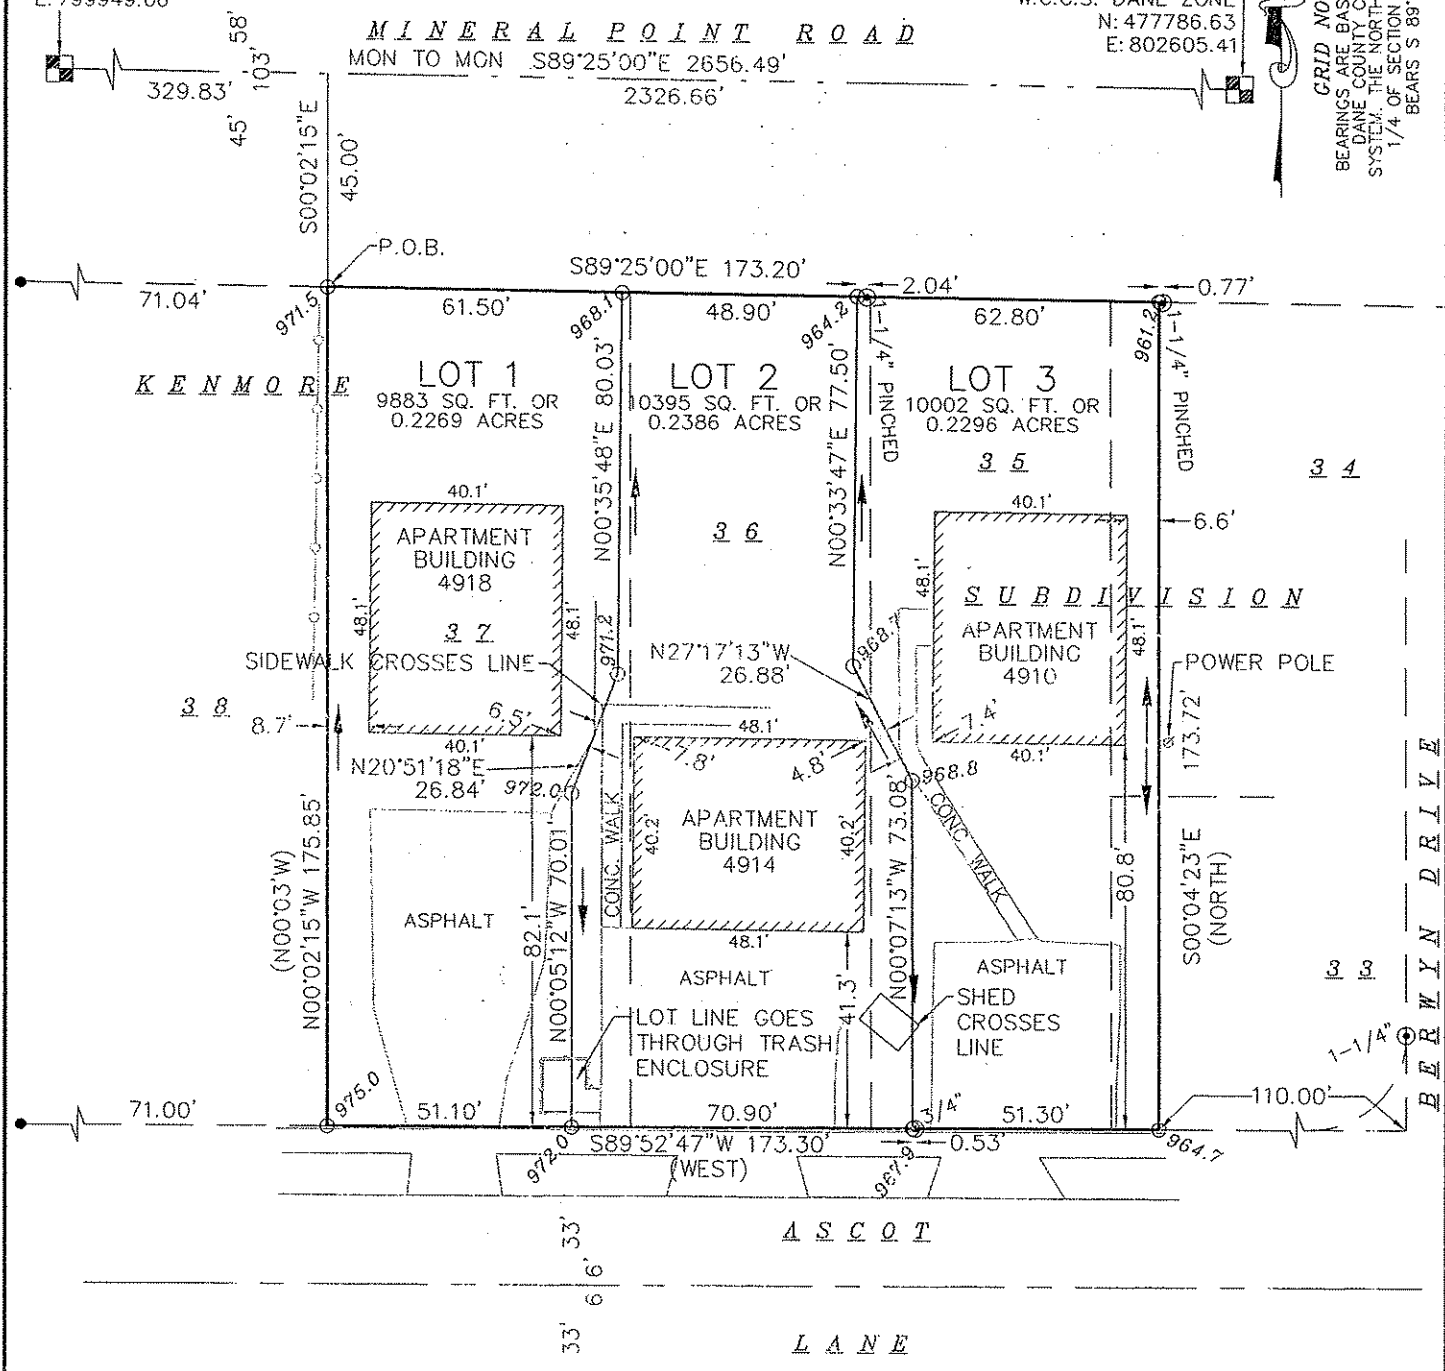 E: 799949.06
W.C.C.S. DANE ZONE
N: 477786.63
E: 802605.41
GRID NO
BEARINGS ARE BAS
DANE COUNTY C
SYSTEM. THE NORTH
1/4 OF SECTION
BEARS S 89°
MINERAL POINT ROAD
MON TO MON S89°25'00"E 2656.49'
329.83'
2326.66'
58'
103'
45'
S00°02'15"E
45.00'
P.O.B.
S89°25'00"E 173.20'
71.04'
61.50'
48.90'
2.04'
62.80'
0.77'
971.5
968.1
964.2
961.2
1-1/4" PINCHED
1-1/4" PINCHED
KENMORE
LOT 1
9883 SQ. FT. OR
0.2269 ACRES
LOT 2
10395 SQ. FT. OR
0.2386 ACRES
LOT 3
10002 SQ. FT. OR
0.2296 ACRES
N00°35'48"E 80.03'
N00°33'47"E 77.50'
35
34
36
40.1'
APARTMENT
BUILDING
4918
37
48.1'
48.1'
40.1'
6.6'
SUBDIVISION
40.1'
48.1'
APARTMENT
BUILDING
4910
48.1'
40.1'
7.4'
POWER POLE
SIDEWALK CROSSES LINE
971.2
N27°17'13"W
26.88'
968.7
38
8.7'
6.5'
N20°51'18"E
26.84'
972.0
48.1'
7.8'
4.8'
APARTMENT
BUILDING
4914
40.2'
40.2'
48.1'
968.8
CONC. WALK
CONC. WALK
173.72'
S00°04'23"E
(NORTH)
(N00°03'W)
N00°02'15"W 175.85'
N00°05'12"W 70.01'
N00°07'13"W 73.08'
ASPHALT
82.1'
ASPHALT
41.3'
ASPHALT
80.8'
33
BERWYN DRIVE
LOT LINE GOES
THROUGH TRASH
ENCLOSURE
SHED
CROSSES
LINE
1-1/4"
110.00'
71.00'
975.0
51.10'
70.90'
3/4"
51.30'
972.0
S89°52'47"W 173.30'
(WEST)
967.9
0.53'
964.7
ASCOT
33'
6'
6'
33'
LANE